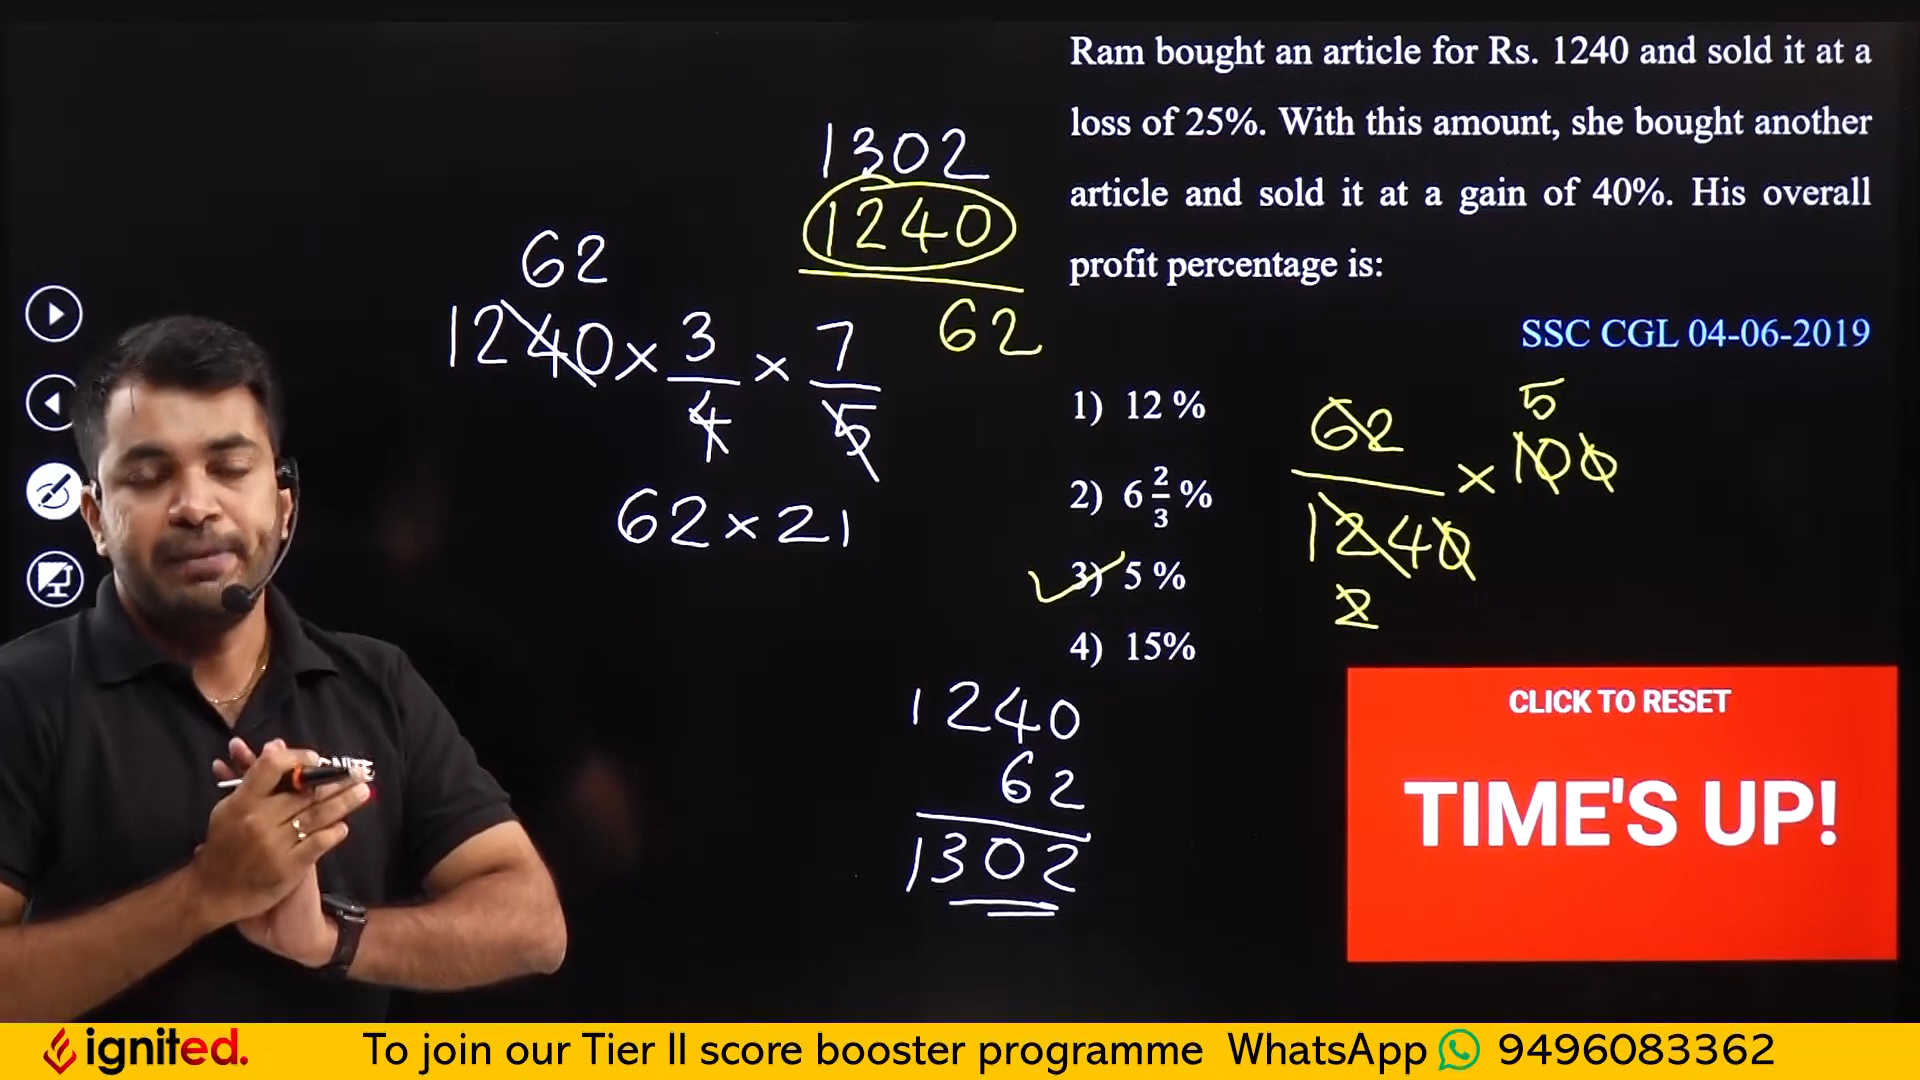 Ram bought an article for Rs. 1240 and sold it at a
loss of 25%. With this amount, she bought another
article and sold it at a gain of 40%. His overall
profit percentage is:
SSC CGL 04-06-2019
1) 12 %
2) 6 2/3 %
3) 5 %
4) 15%
1302
1240
62
62
1240 × 3/4 × 7/5
62 × 21
5
62/1240 × 100
2
1240
62
1302
CLICK TO RESET
TIME'S UP!
ignited.
To join our Tier II score booster programme WhatsApp 9496083362